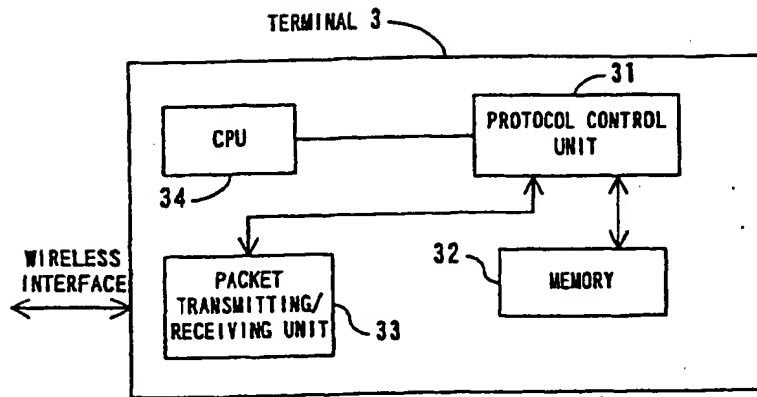 TERMINAL 3
31
CPU
PROTOCOL CONTROL
UNIT
34
WIRELESS
INTERFACE
PACKET
TRANSMITTING/
RECEIVING UNIT
33
32
MEMORY